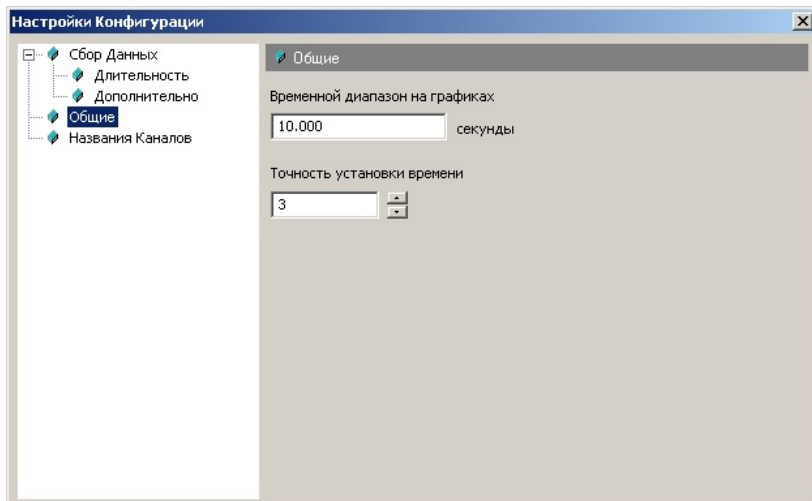 Настройки Конфигурации
Сбор Данных
Длительность
Дополнительно
Общие
Названия Каналов
Общие
Временной диапазон на графиках
10.000 секунды
Точность установки времени
3